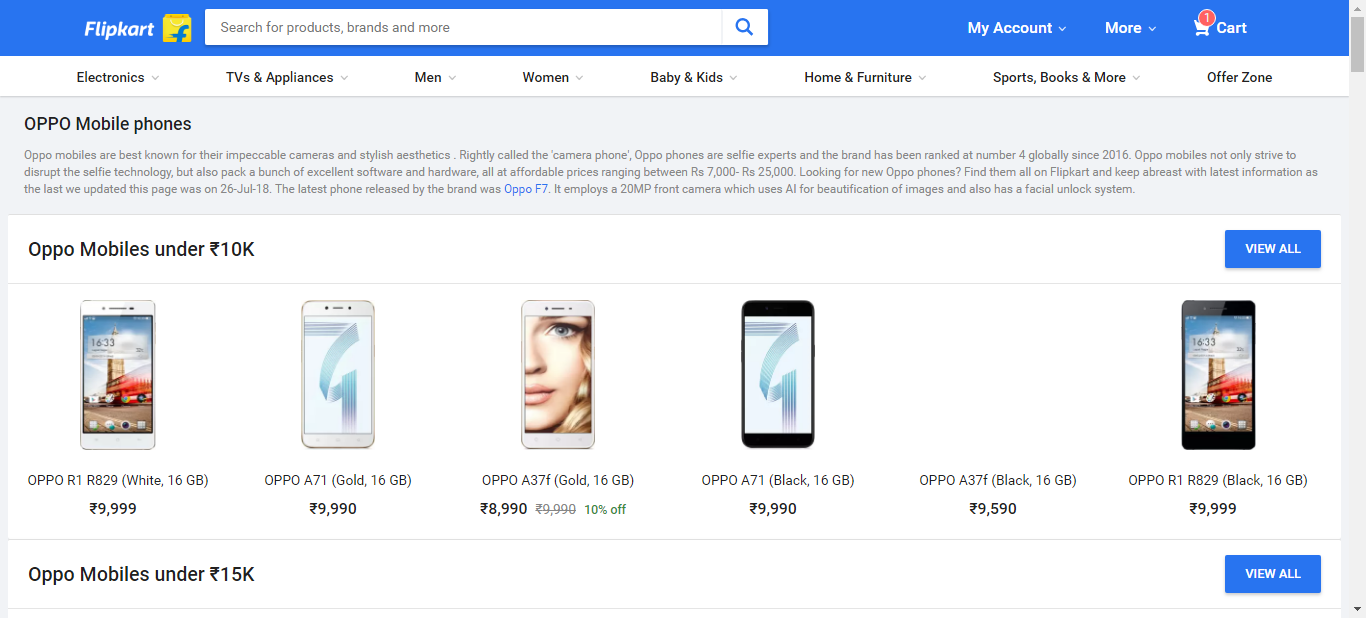 Flipkart
Search for products, brands and more
My Account
More
1
Cart
Electronics
TVs & Appliances
Men
Women
Baby & Kids
Home & Furniture
Sports, Books & More
Offer Zone
OPPO Mobile phones
Oppo mobiles are best known for their impeccable cameras and stylish aesthetics . Rightly called the 'camera phone', Oppo phones are selfie experts and the brand has been ranked at number 4 globally since 2016. Oppo mobiles not only strive to
disrupt the selfie technology, but also pack a bunch of excellent software and hardware, all at affordable prices ranging between Rs 7,000- Rs 25,000. Looking for new Oppo phones? Find them all on Flipkart and keep abreast with latest information as
the last we updated this page was on 26-Jul-18. The latest phone released by the brand was Oppo F7. It employs a 20MP front camera which uses AI for beautification of images and also has a facial unlock system.
Oppo Mobiles under ₹10K
VIEW ALL
16:33
16:33
OPPO R1 R829 (White, 16 GB)
₹9,999
OPPO A71 (Gold, 16 GB)
₹9,990
OPPO A37f (Gold, 16 GB)
₹8,990 ₹9,990 10% off
OPPO A71 (Black, 16 GB)
₹9,990
OPPO A37f (Black, 16 GB)
₹9,590
OPPO R1 R829 (Black, 16 GB)
₹9,999
Oppo Mobiles under ₹15K
VIEW ALL